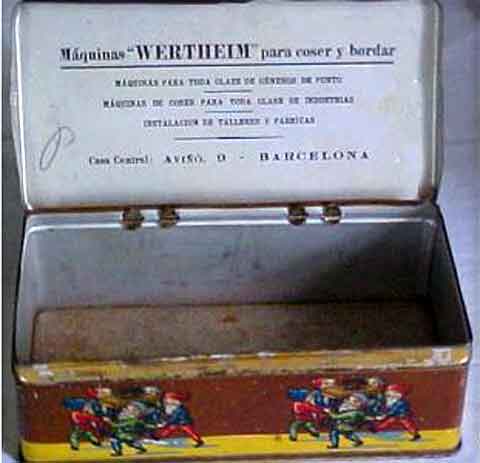 Máquinas "WERTHEIM" para coser y bordar
MÁQUINAS PARA TODA CLASE DE GÉNEROS DE PUNTO
MÁQUINAS DE COSER PARA TODA CLASE DE INDUSTRIAS
INSTALACIÓN DE TALLERES Y FÁBRICAS
Casa Central: AVIÑÓ, 9 - BARCELONA